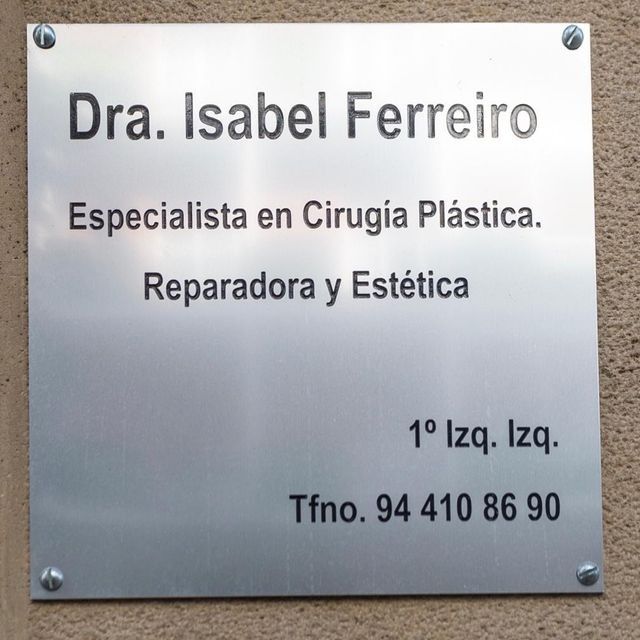 Dra. Isabel Ferreiro
Especialista en Cirugía Plástica.
Reparadora y Estética
1º Izq. Izq.
Tfno. 94 410 86 90